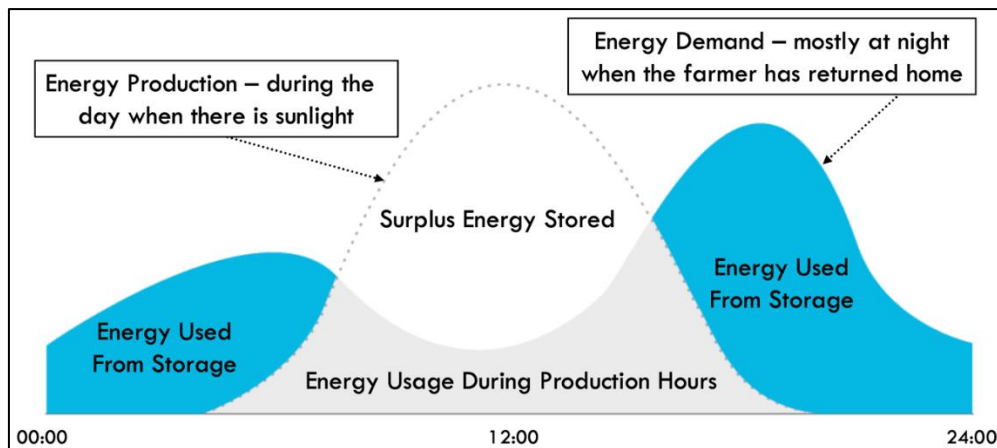 Energy Production – during the
day when there is sunlight
Energy Demand – mostly at night
when the farmer has returned home
Surplus Energy Stored
Energy Used
From Storage
Energy Used
From Storage
Energy Usage During Production Hours
00:00
12:00
24:00